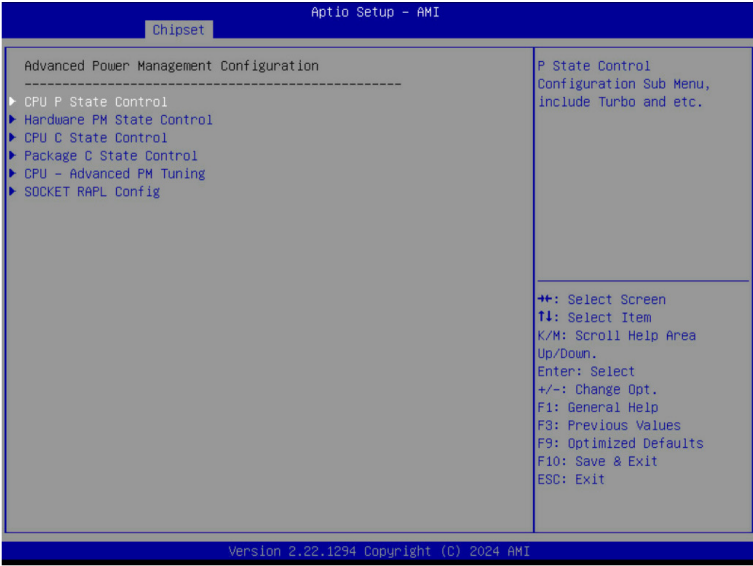 Aptio Setup – AMI
Chipset
Advanced Power Management Configuration
--------------------------------------------------
CPU P State Control
Hardware PM State Control
CPU C State Control
Package C State Control
CPU – Advanced PM Tuning
SOCKET RAPL Config
P State Control
Configuration Sub Menu,
include Turbo and etc.
→←: Select Screen
↑↓: Select Item
K/M: Scroll Help Area
Up/Down.
Enter: Select
+/-: Change Opt.
F1: General Help
F3: Previous Values
F9: Optimized Defaults
F10: Save & Exit
ESC: Exit
Version 2.22.1294 Copyright (C) 2024 AMI